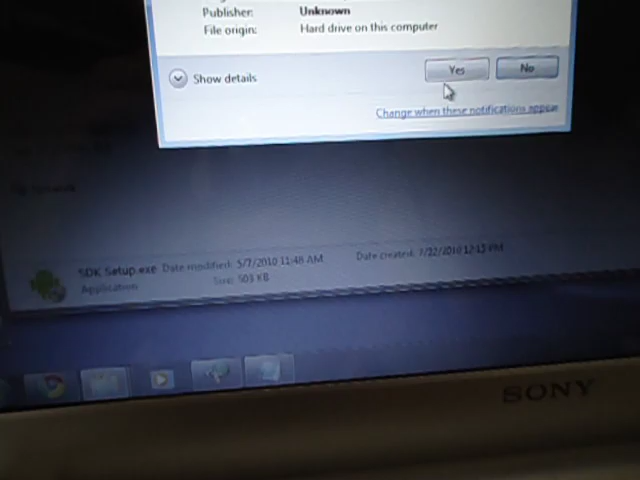 Publisher: Unknown
File origin: Hard drive on this computer
Show details
Yes
No
Change when these notifications appear
SDK Setup.exe Date modified: 5/7/2010 11:48 AM Date created: 7/22/2010 12:15 PM
Application Size: 503 KB
SONY